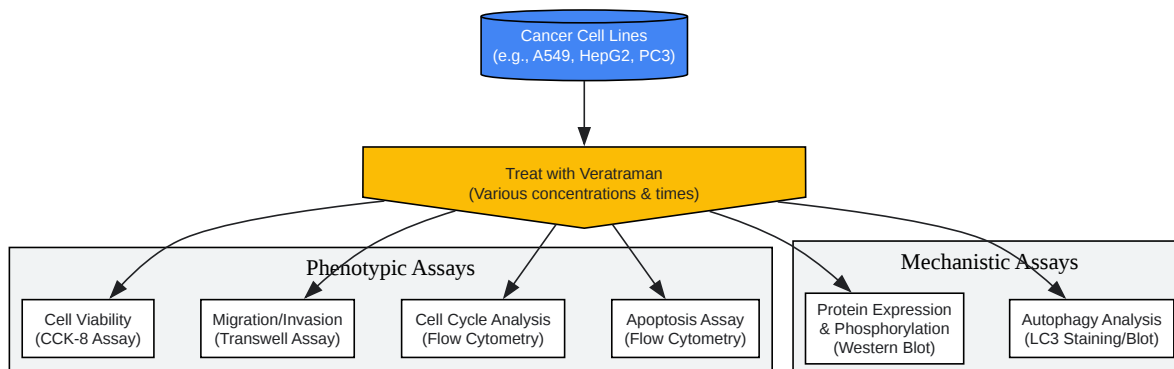 Cancer Cell Lines
(e.g., A549, HepG2, PC3)
Treat with Veratraman
(Various concentrations & times)
Phenotypic Assays
Cell Viability
(CCK-8 Assay)
Migration/Invasion
(Transwell Assay)
Cell Cycle Analysis
(Flow Cytometry)
Apoptosis Assay
(Flow Cytometry)
Mechanistic Assays
Protein Expression
& Phosphorylation
(Western Blot)
Autophagy Analysis
(LC3 Staining/Blot)